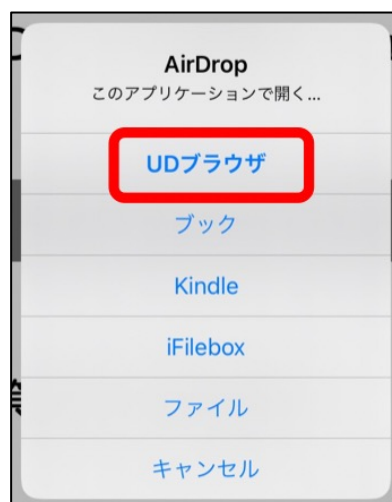 AirDrop
このアプリケーションで開く...
UDブラウザ
ブック
Kindle
iFilebox
ファイル
キャンセル